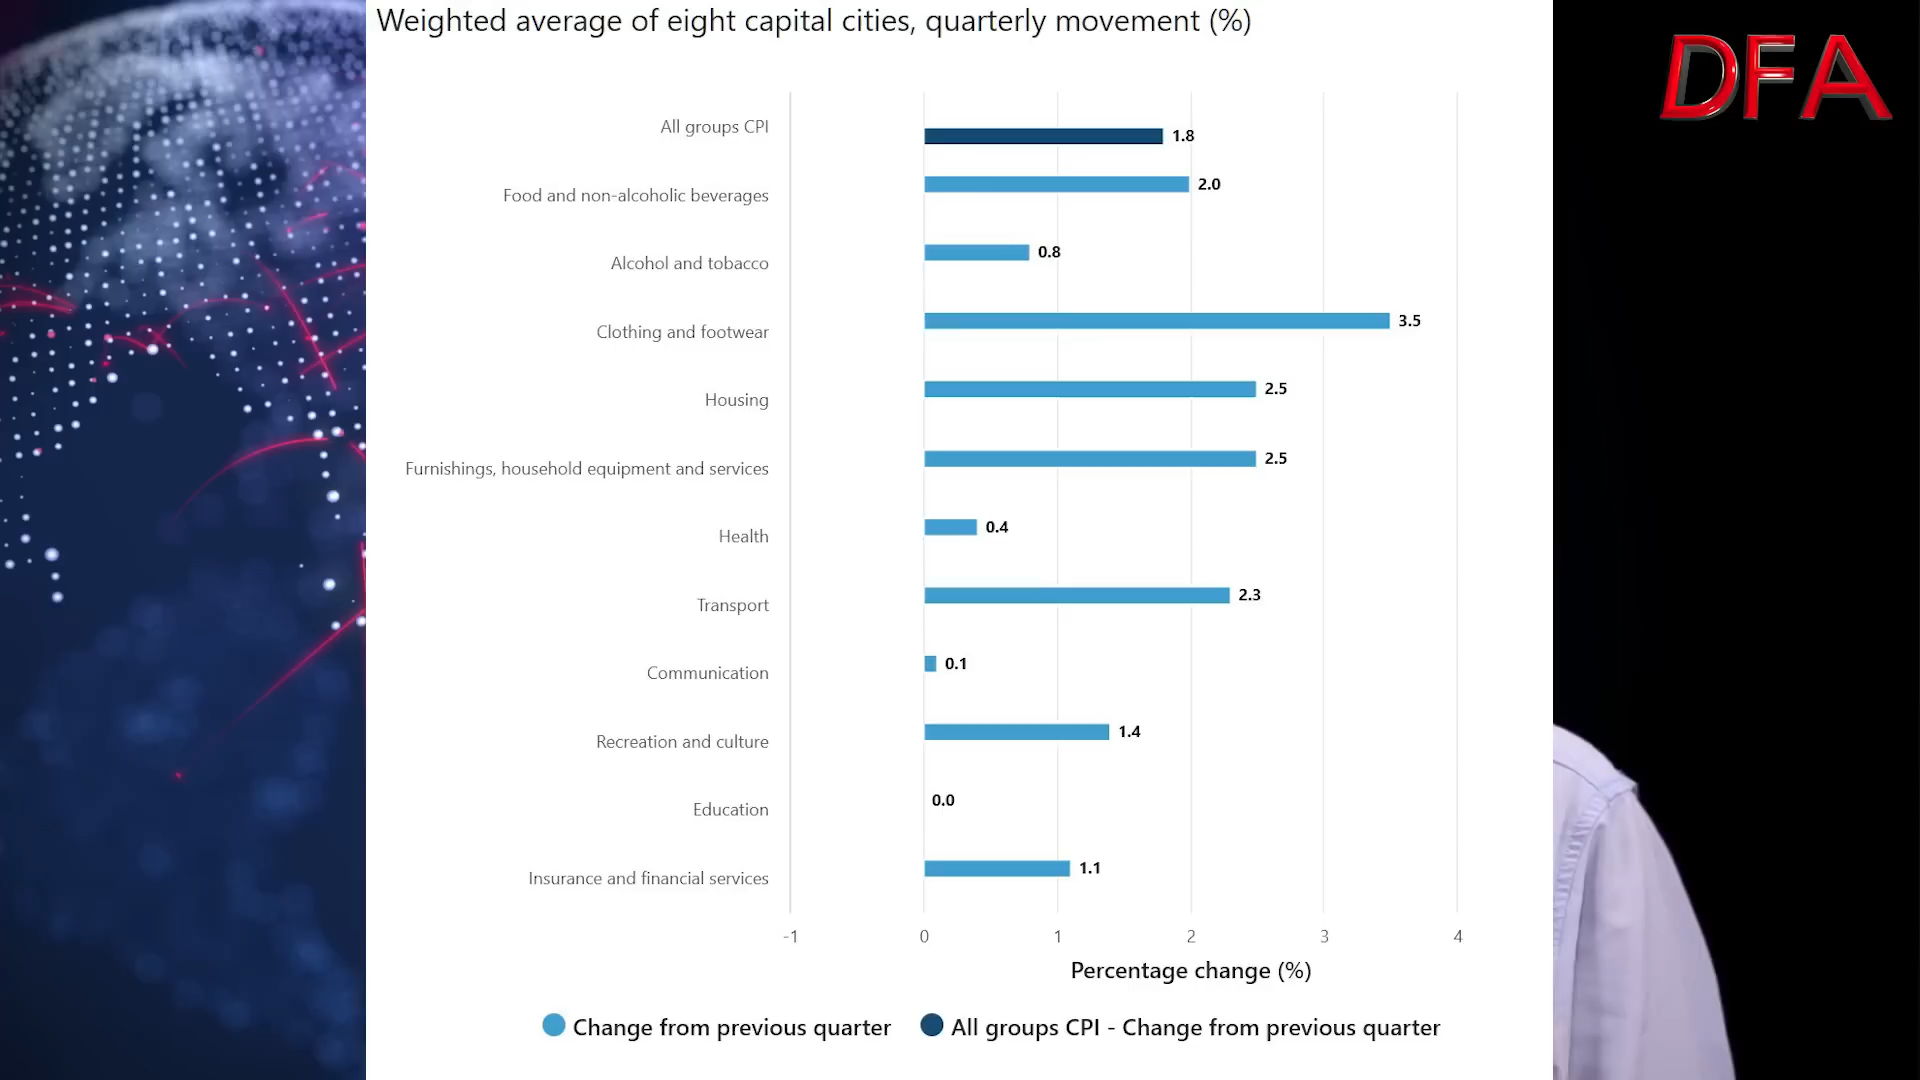 Weighted average of eight capital cities, quarterly movement (%)
DFA
All groups CPI 1.8
Food and non-alcoholic beverages 2.0
Alcohol and tobacco 0.8
Clothing and footwear 3.5
Housing 2.5
Furnishings, household equipment and services 2.5
Health 0.4
Transport 2.3
Communication 0.1
Recreation and culture 1.4
Education 0.0
Insurance and financial services 1.1
-1 0 1 2 3 4
Percentage change (%)
Change from previous quarter All groups CPI - Change from previous quarter